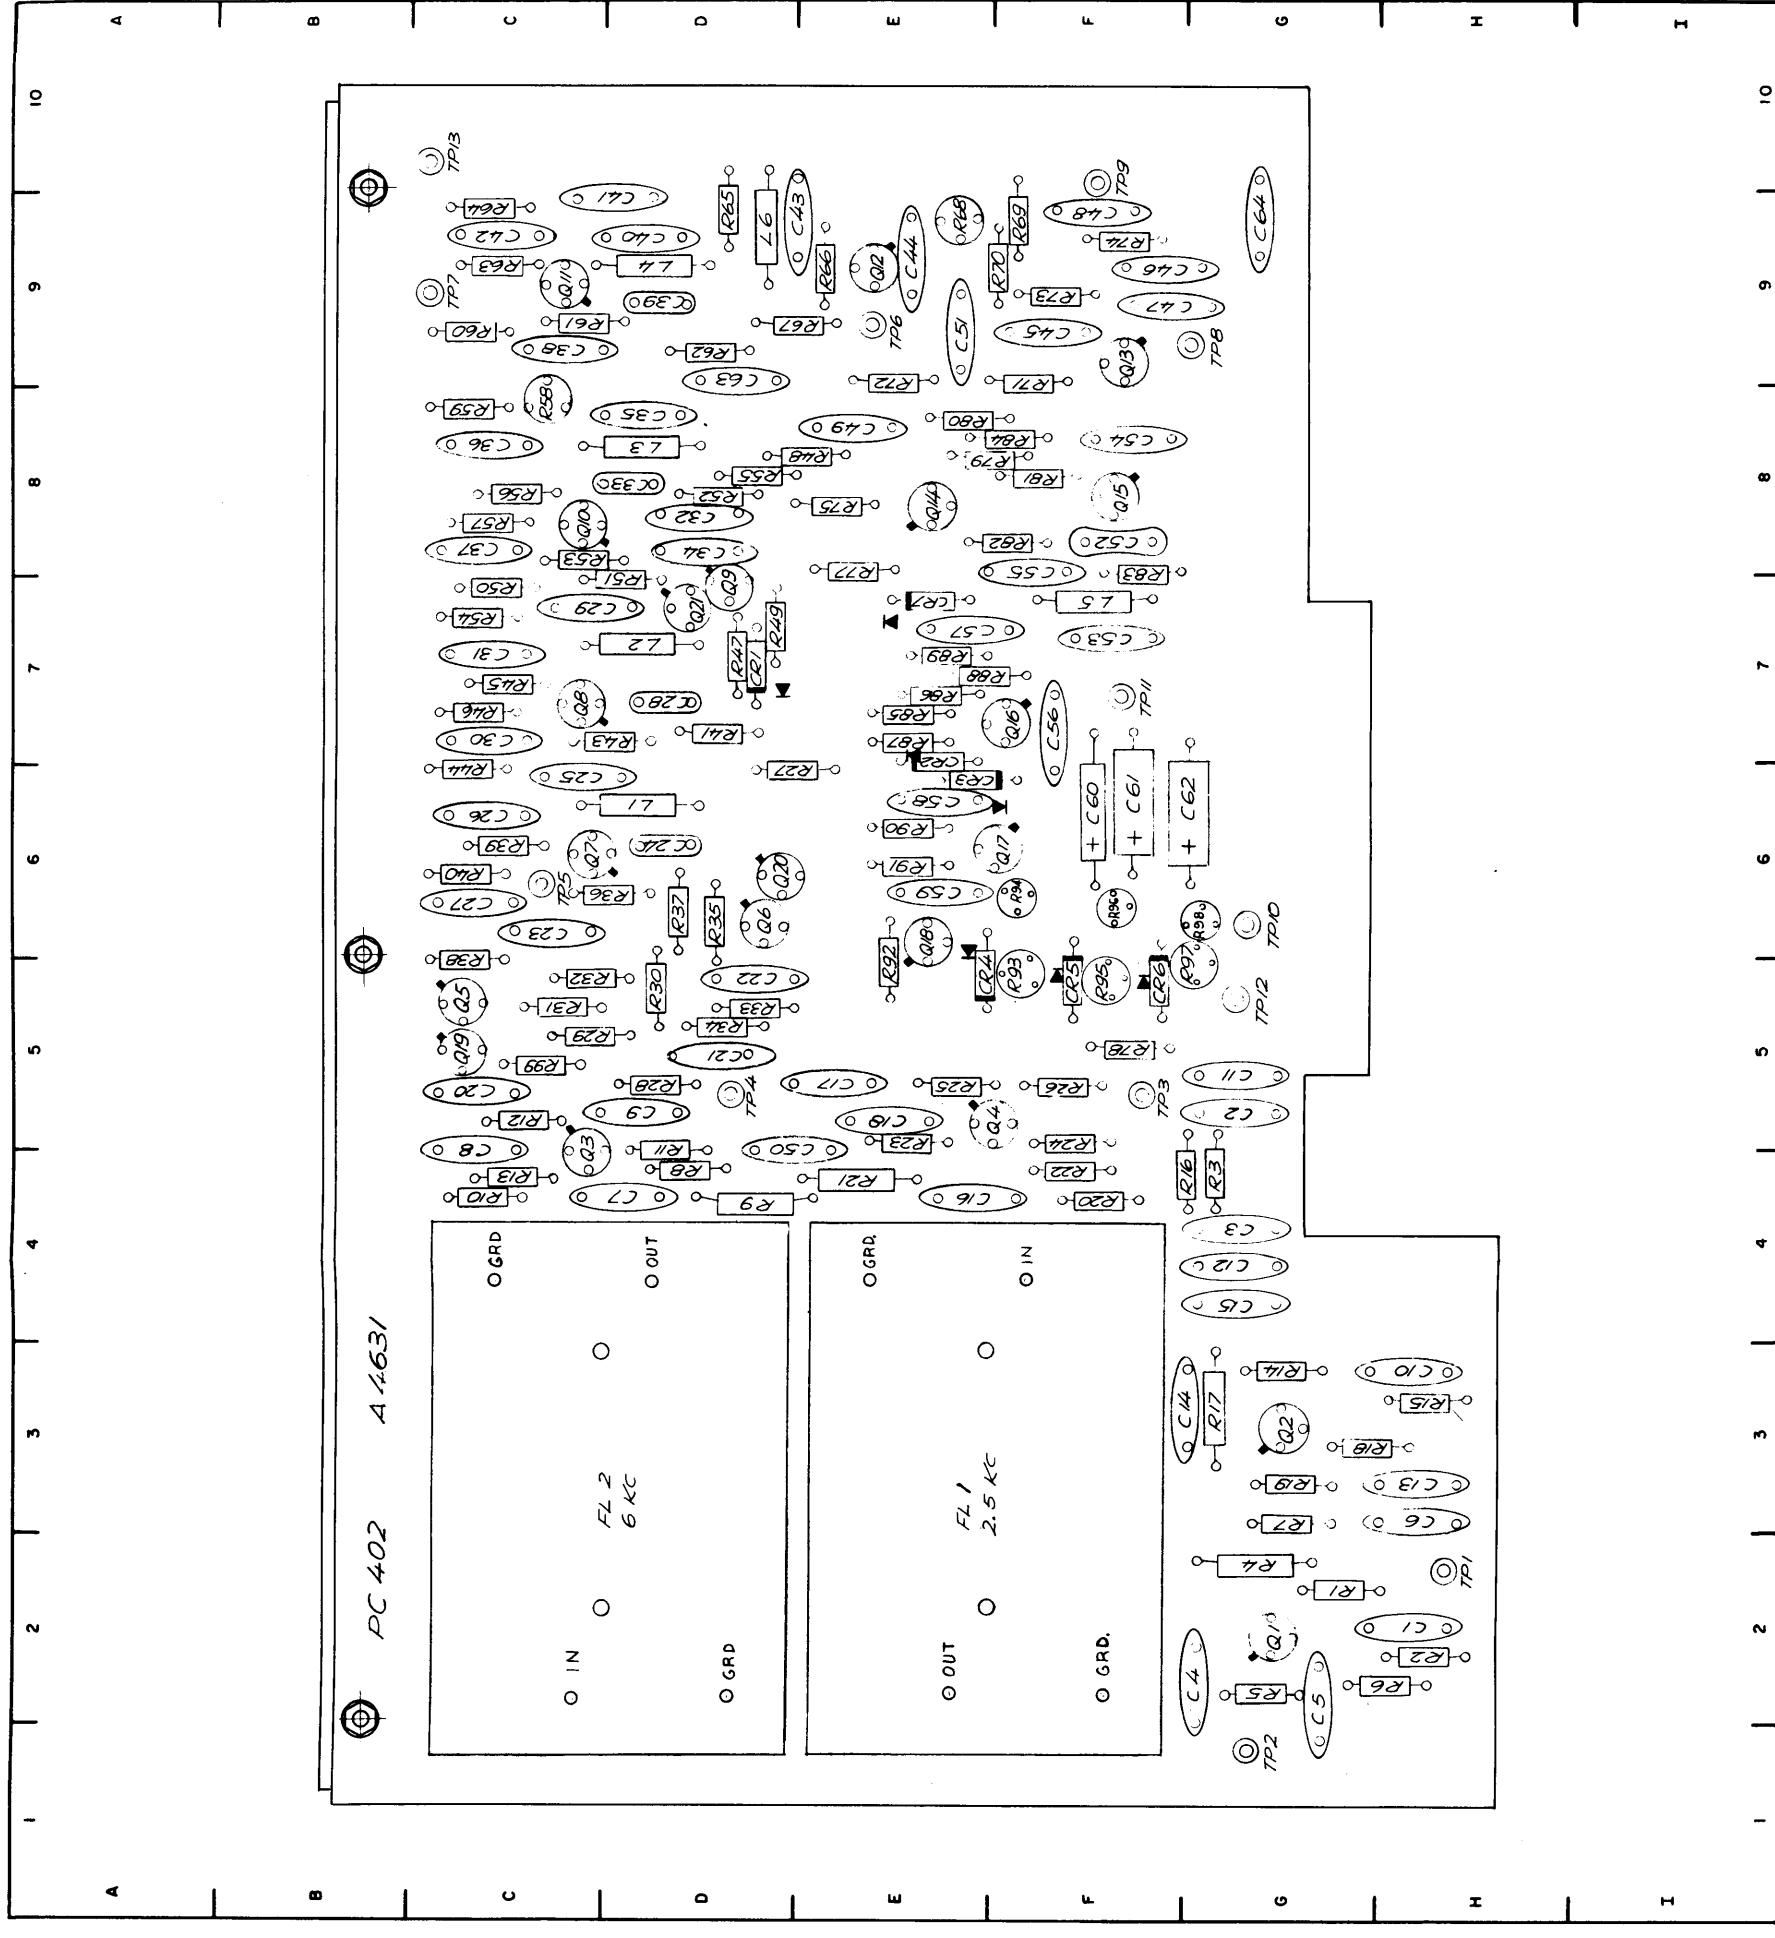 A B C D E F G H I
10
TP13
TP9
R64
C41
R65
L6
C43
R68
R69
C48
C64
C42
C40
R74
R63
L4
R66
Q12
C44
R70
C46
TP7
Q11
C39
R73
C47
9
R60
R61
R67
TP6
C51
C45
TP8
C38
R62
Q13
C63
R72
R71
R59
R58
C35
C49
R80
C36
L3
R48
R84
C54
R79
R55
R81
8
R56
C33
R52
R75
Q14
Q15
R57
Q10
C32
C37
R53
C34
R82
C52
R51
R77
C55
R83
R50
Q9
R54
C29
Q21
CR7
L5
R49
C57
C53
L2
R47
CR1
C31
R89
7
R45
R88
R46
Q8
C28
R86
TP11
R85
Q16
C56
C30
R43
R41
R87
CR2
R44
C25
R27
CR3
L1
C58
+ C60
+ C61
+ C62
C26
R90
R39
Q7
C24
Q17
6
R40
TP5
R36
Q20
R91
C27
R37
R35
C59
R94
R96
R98
C23
Q6
Q18
TP10
R38
R92
R32
R30
C22
CR4
R93
CR5
R95
CR6
R97
Q5
R31
R33
TP12
R29
R34
Q19
R99
C21
R78
5
C20
R28
TP4
C17
R25
R26
TP3
C11
R12
C9
C18
Q4
C2
C8
Q3
R11
C50
R23
R24
R13
R8
R21
R22
R16
R3
R10
C7
R9
C16
R20
C3
GRD
OUT
GRD.
IN
4
C12
C15
PC 402 A 4631
R14
C10
C14
R17
R15
3
Q2
R18
FL 2
6 KC
FL 1
2.5 KC
R19
C13
R7
C6
R4
TP1
R1
2
Q1
C1
IN
GRD
OUT
GRD.
C4
R2
R5
C5
R6
TP2
1
A B C D E F G H I
10
9
8
7
6
5
4
3
2
1